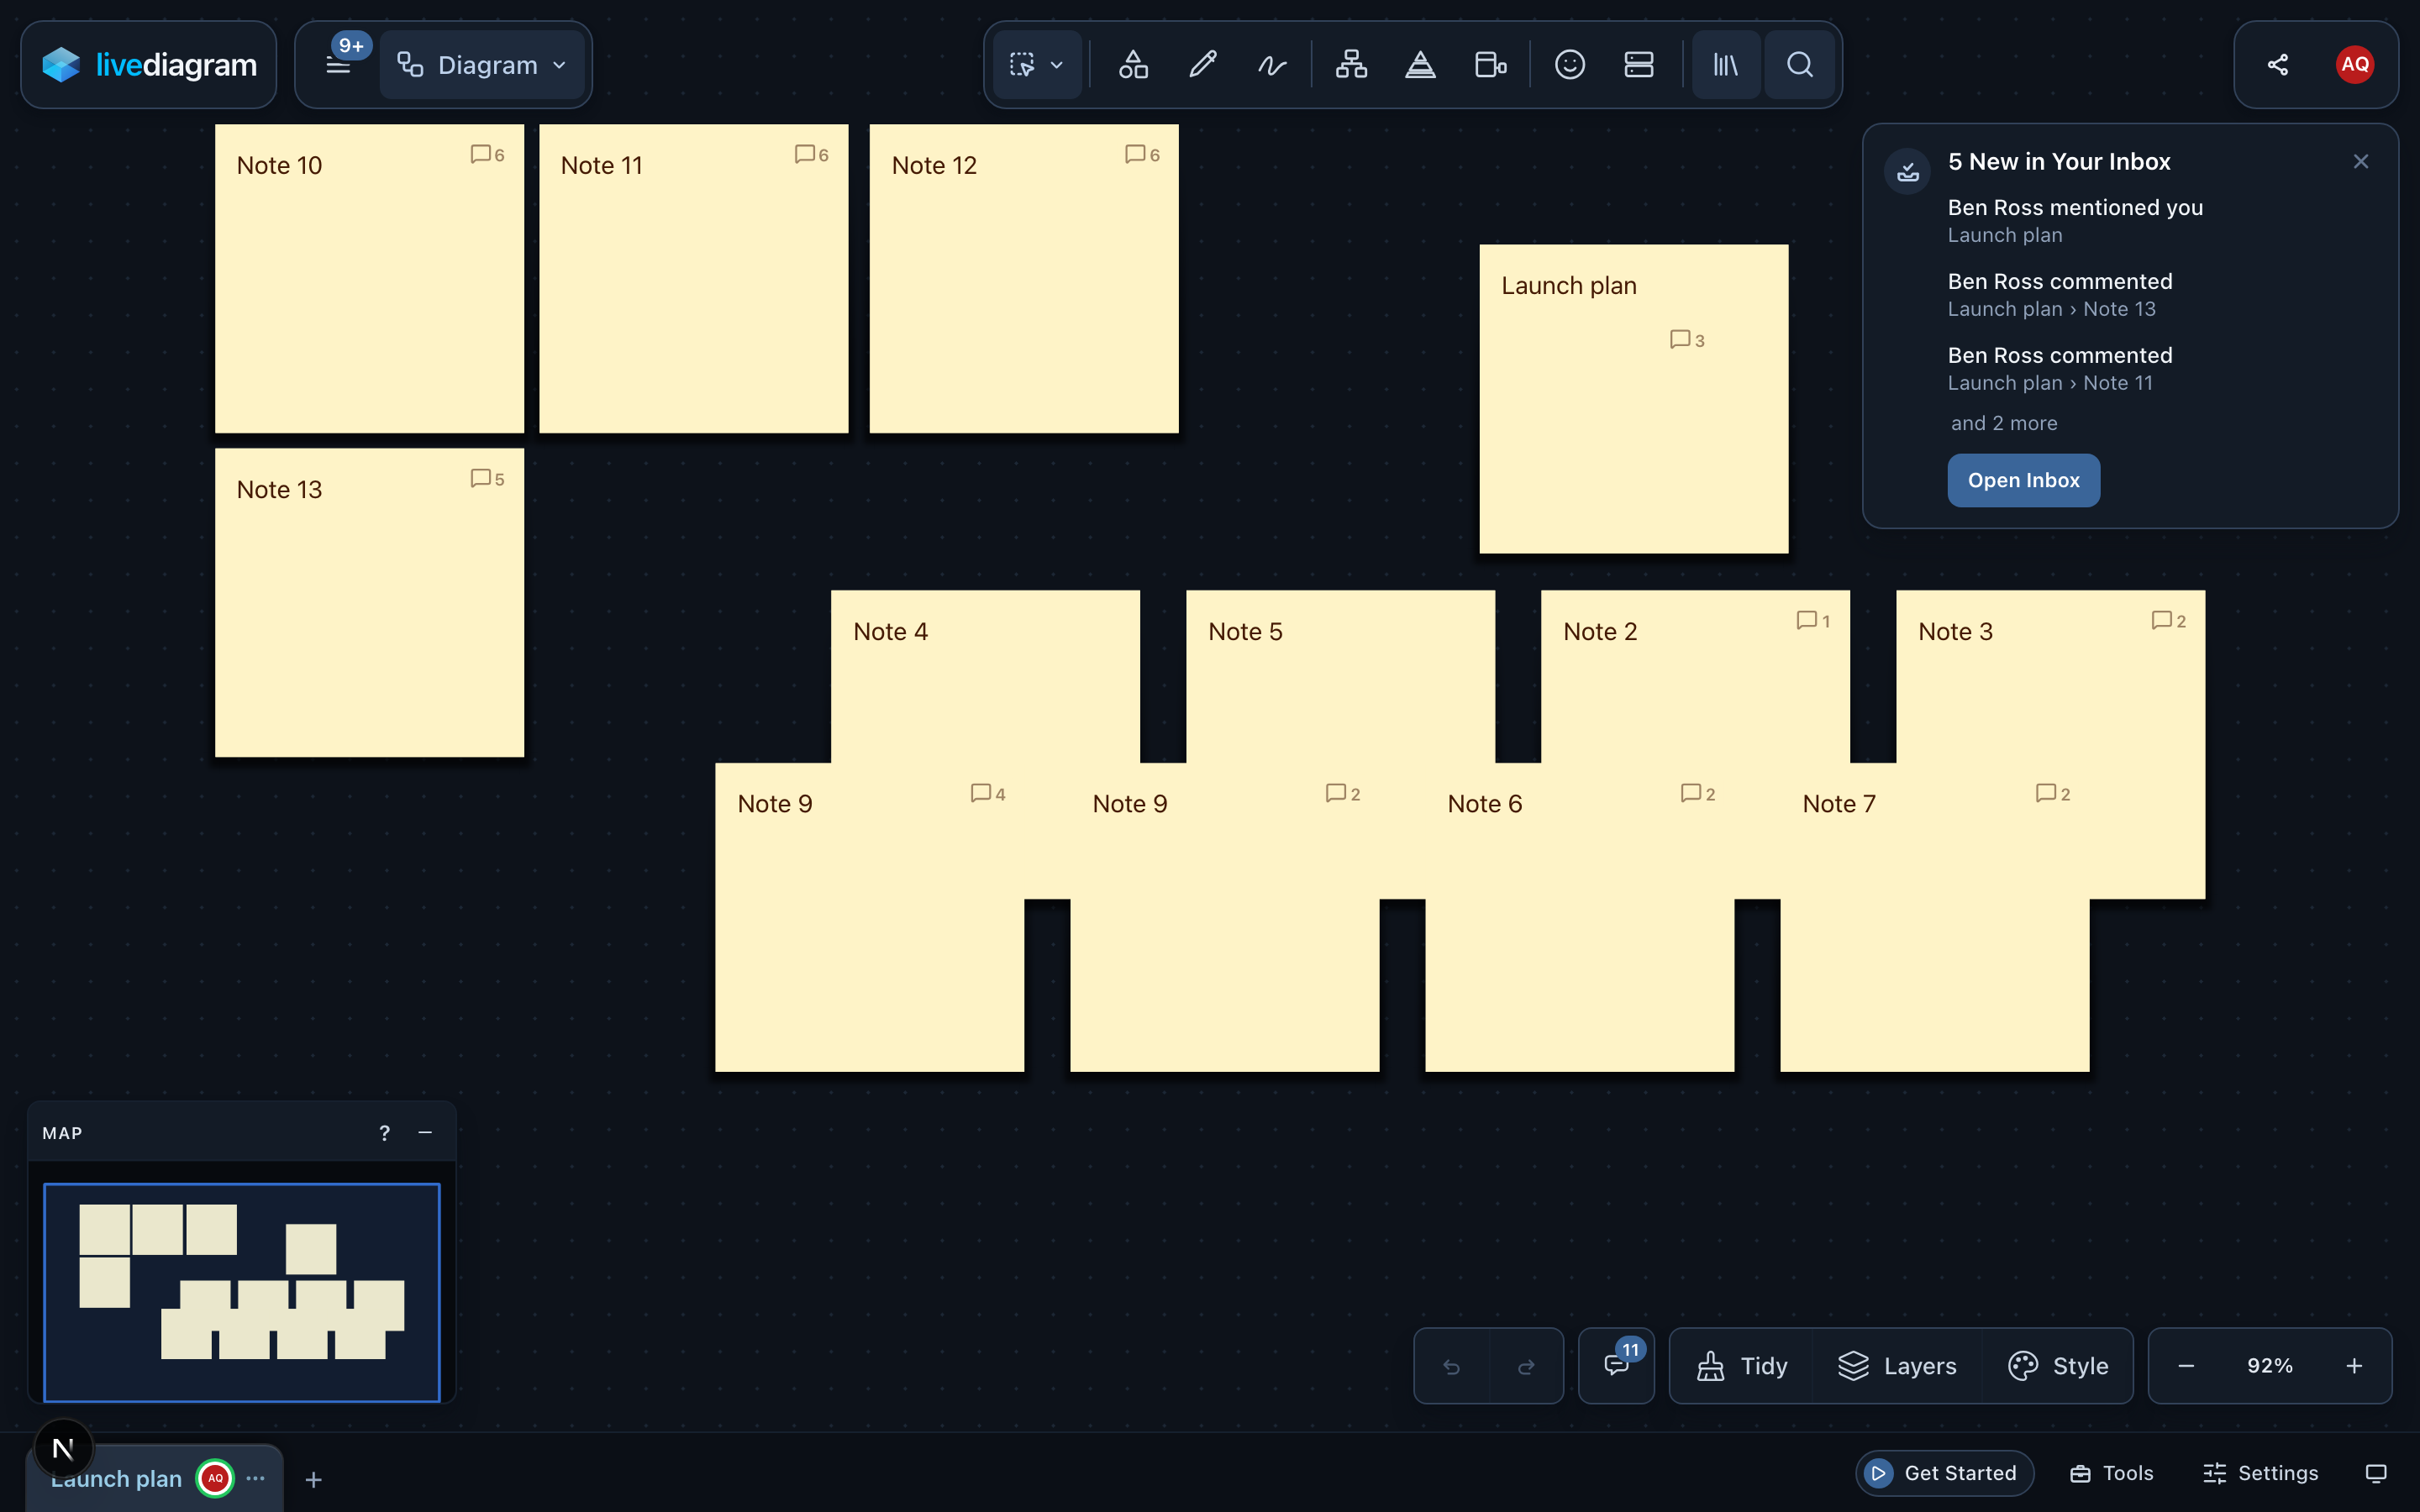 livediagram
9+
Diagram
AQ
Note 10
6
Note 11
6
Note 12
6
5 New in Your Inbox
Ben Ross mentioned you
Launch plan
Ben Ross commented
Launch plan › Note 13
Ben Ross commented
Launch plan › Note 11
and 2 more
Open Inbox
Launch plan
3
Note 13
5
Note 4
Note 5
Note 2
1
Note 3
2
Note 9
4
Note 9
2
Note 6
2
Note 7
2
MAP
?
11
Tidy
Layers
Style
92%
N
Launch plan
AQ
Get Started
Tools
Settings